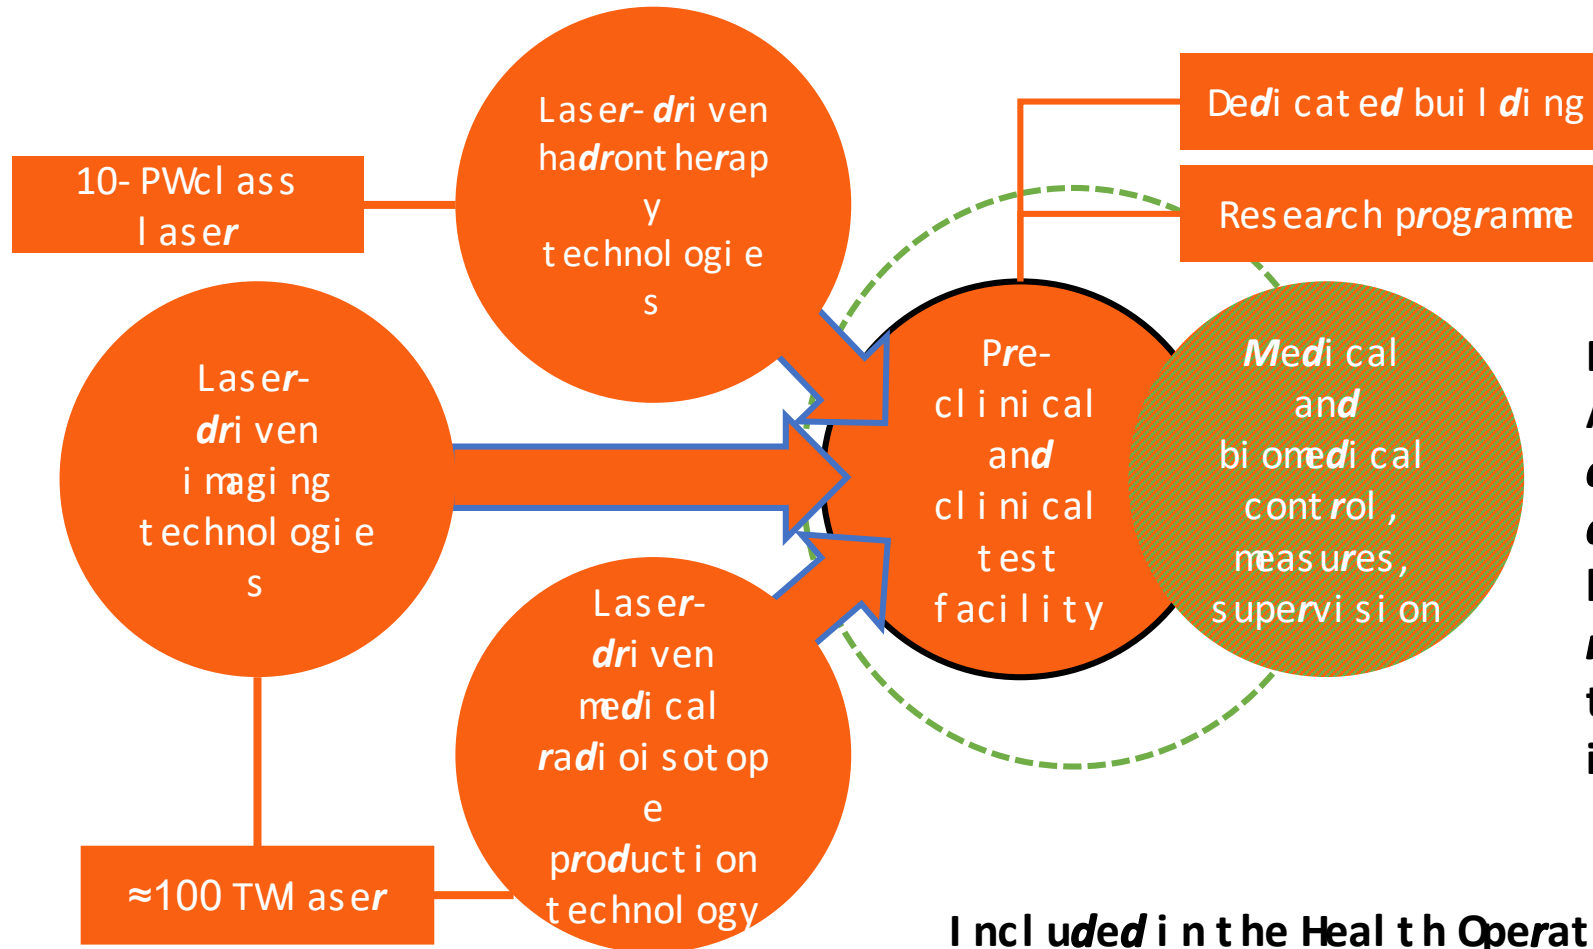 Laser-driven
hadrontherap
y
technologie
s
10-PW class
laser
Dedicated building
Research programme
Laser-
driven
imaging
technologie
s
Pre-
clinical
and
clinical
test
facility
Medical
and
biomedical
control,
measures,
supervision
Laser-
driven
medical
radioisotop
e
production
technology
≈100 TW laser
Included in the Health Operat